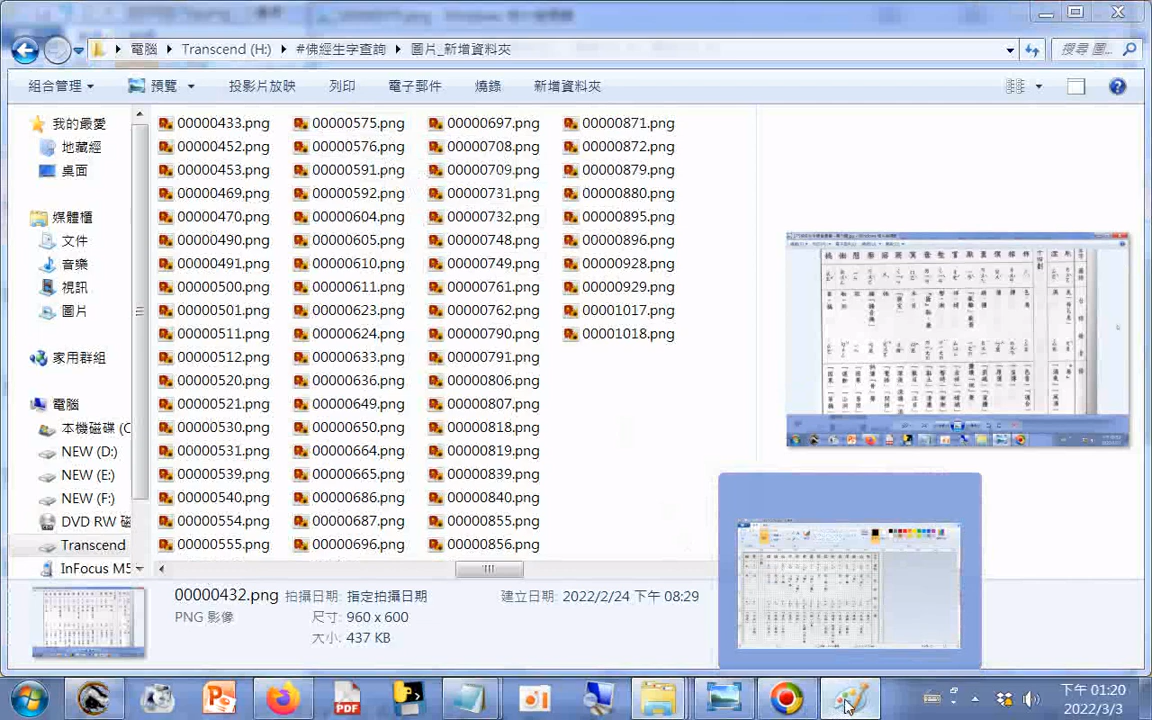 電腦 Transcend (H:) #佛經生字查詢 圖片_新增資料夾 搜尋 圖...
組合管理 預覽 投影片放映 列印 電子郵件 燒錄 新增資料夾
我的最愛
地藏經
桌面
媒體櫃
文件
音樂
視訊
圖片
家用群組
電腦
本機磁碟 (C
NEW (D:)
NEW (E:)
NEW (F:)
DVD RW 磁
Transcend
InFocus M5
00000433.png 00000575.png 00000697.png 00000871.png
00000452.png 00000576.png 00000708.png 00000872.png
00000453.png 00000591.png 00000709.png 00000879.png
00000469.png 00000592.png 00000731.png 00000880.png
00000470.png 00000604.png 00000732.png 00000895.png
00000490.png 00000605.png 00000748.png 00000896.png
00000491.png 00000610.png 00000749.png 00000928.png
00000500.png 00000611.png 00000761.png 00000929.png
00000501.png 00000623.png 00000762.png 00001017.png
00000511.png 00000624.png 00000790.png 00001018.png
00000512.png 00000633.png 00000791.png
00000520.png 00000636.png 00000806.png
00000521.png 00000649.png 00000807.png
00000530.png 00000650.png 00000818.png
00000531.png 00000664.png 00000819.png
00000539.png 00000665.png 00000839.png
00000540.png 00000686.png 00000840.png
00000554.png 00000687.png 00000855.png
00000555.png 00000696.png 00000856.png
00000432.png 拍攝日期: 指定拍攝日期 建立日期: 2022/2/24 下午 08:29
PNG 影像 尺寸: 960 x 600
大小: 437 KB
PDF
下午 01:20
2022/3/3